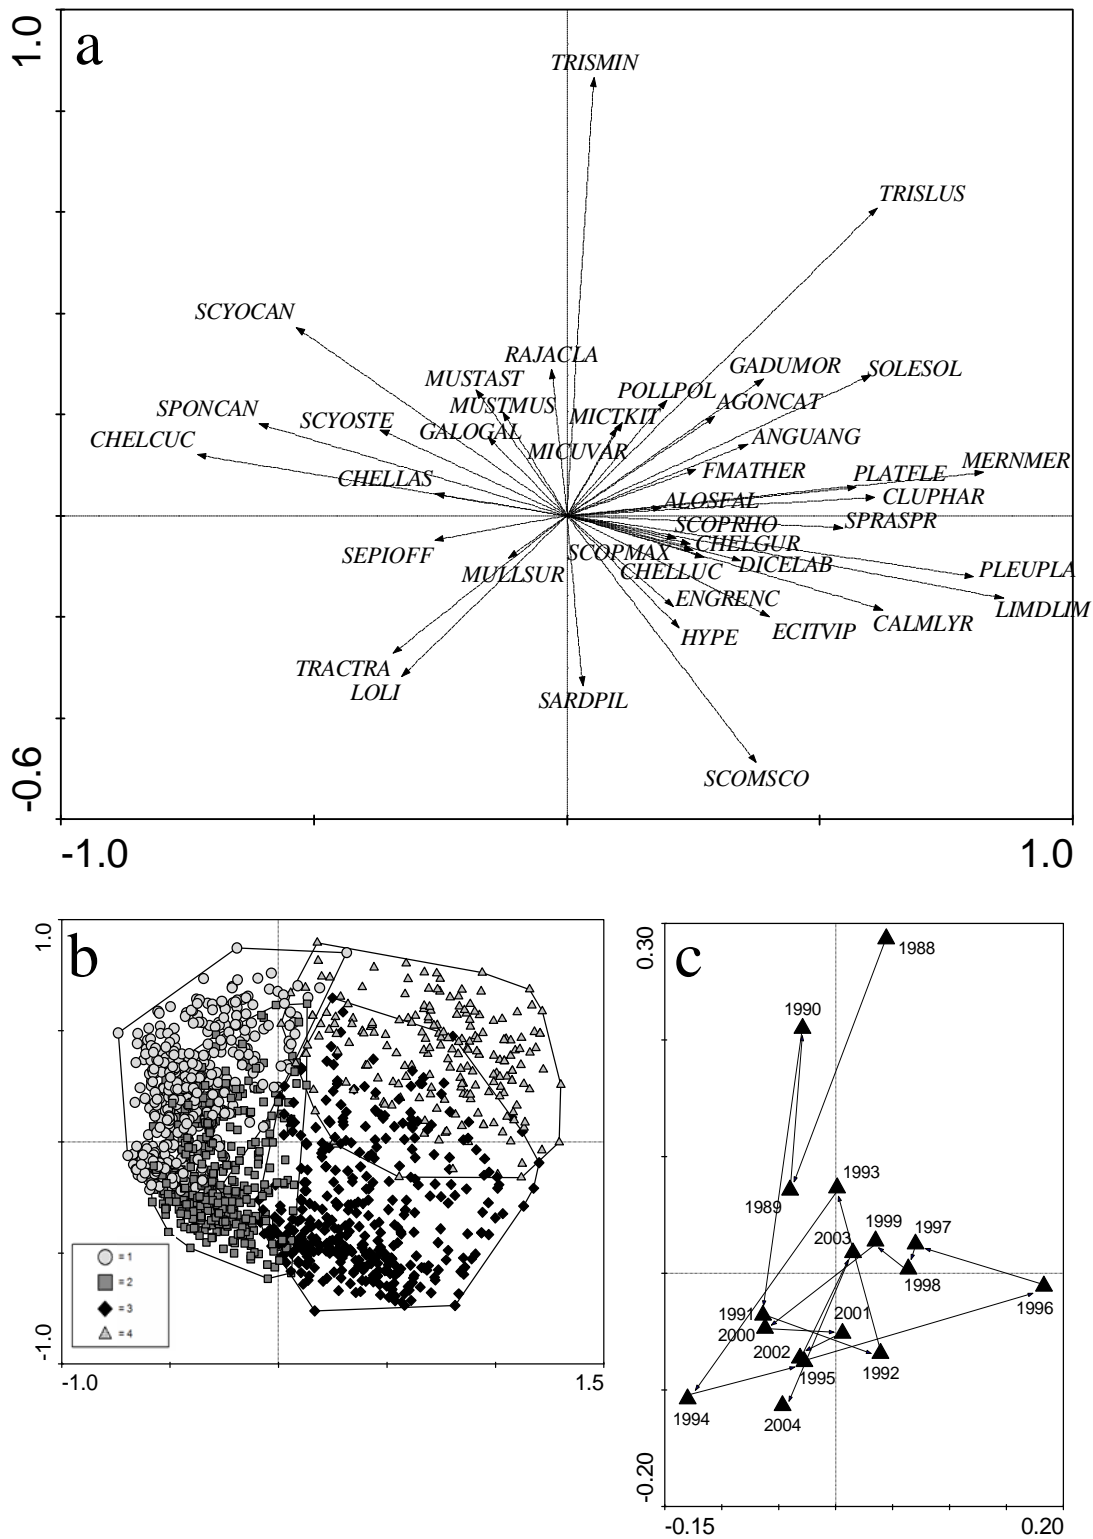 a
1.0
TRISMIN
TRISLUS
SCYOCAN
RAJACLA
MUSTAST
GADUMOR
SOLESOL
POLLPOL
MUSTMUS
AGONCAT
SPONCAN
SCYOSTE
MICTKIT
GALOGAL
CHELCUC
ANGUANG
MICUVAR
MERNMER
FMATHER
PLATFLE
CHELLAS
CLUPHAR
ALOSFAL
SCOPRHO
SPRASPR
SEPIOFF
SCOPMAX
CHELGUR
DICELAB
MULLSUR
CHELLUC
PLEUPLA
ENGRENC
LIMDLIM
HYPE
ECITVIP
CALMLYR
TRACTRA
LOLI
SARDPIL
SCOMSCO
-0.6
-1.0
1.0
b
1.0
= 1
= 2
= 3
= 4
-1.0
-1.0
1.5
c
0.30
1988
1990
1993
1989
2003
1999
1997
1998
1996
1991
2000
2001
2002
1995
1992
1994
2004
-0.20
-0.15
0.20